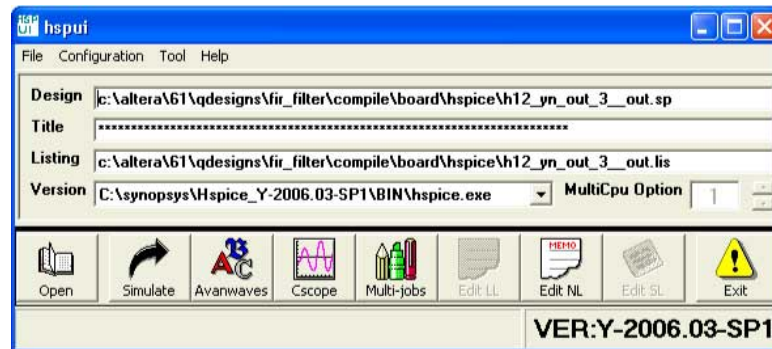 hspui
File Configuration Tool Help
Design c:\altera\61\qdesigns\fir_filter\compile\board\hspice\h12_yn_out_3__out.sp
Title ************************************************************************
Listing c:\altera\61\qdesigns\fir_filter\compile\board\hspice\h12_yn_out_3__out.lis
Version C:\synopsys\Hspice_Y-2006.03-SP1\BIN\hspice.exe MultiCpu Option 1
MEMO
Open Simulate Avanwaves Cscope Multi-jobs Edit LL Edit NL Edit SL Exit
VER:Y-2006.03-SP1